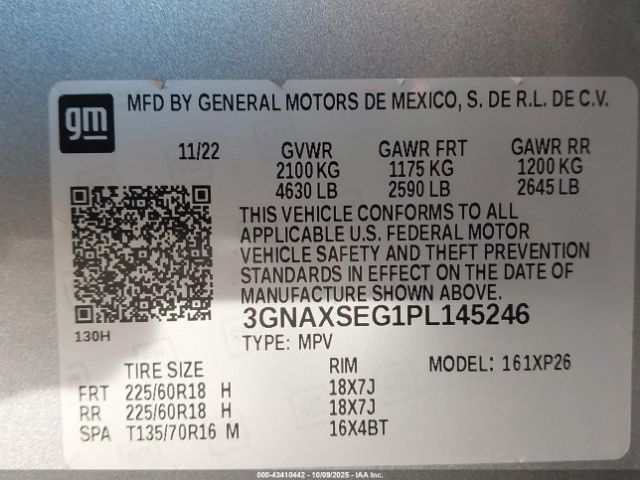 gm
MFD BY GENERAL MOTORS DE MEXICO, S. DE R.L. DE C.V.
11/22 GVWR GAWR FRT GAWR RR
2100 KG 1175 KG 1200 KG
4630 LB 2590 LB 2645 LB
THIS VEHICLE CONFORMS TO ALL
APPLICABLE U.S. FEDERAL MOTOR
VEHICLE SAFETY AND THEFT PREVENTION
STANDARDS IN EFFECT ON THE DATE OF
MANUFACTURE SHOWN ABOVE.
130H
3GNAXSEG1PL145246
TYPE: MPV
TIRE SIZE RIM MODEL: 161XP26
FRT 225/60R18 H 18X7J
RR 225/60R18 H 18X7J
SPA T135/70R16 M 16X4BT
000-43410442 - 10/09/2025 - IAA Inc.